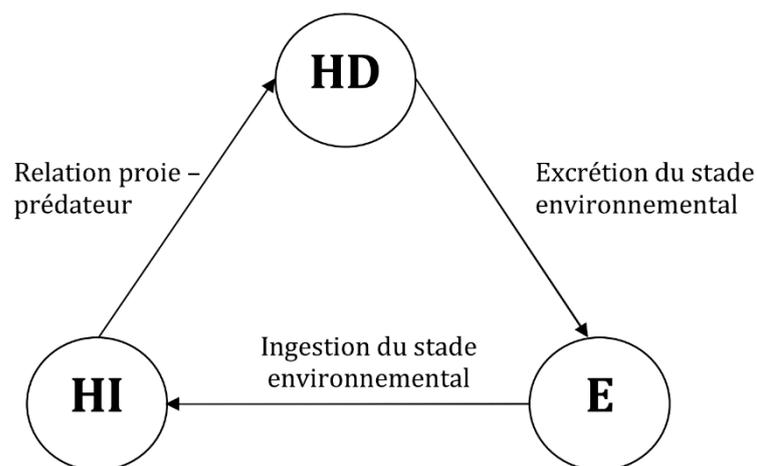 HD
Relation proie –
prédateur
Excrétion du stade
environnemental
Ingestion du stade
environnemental
HI
E